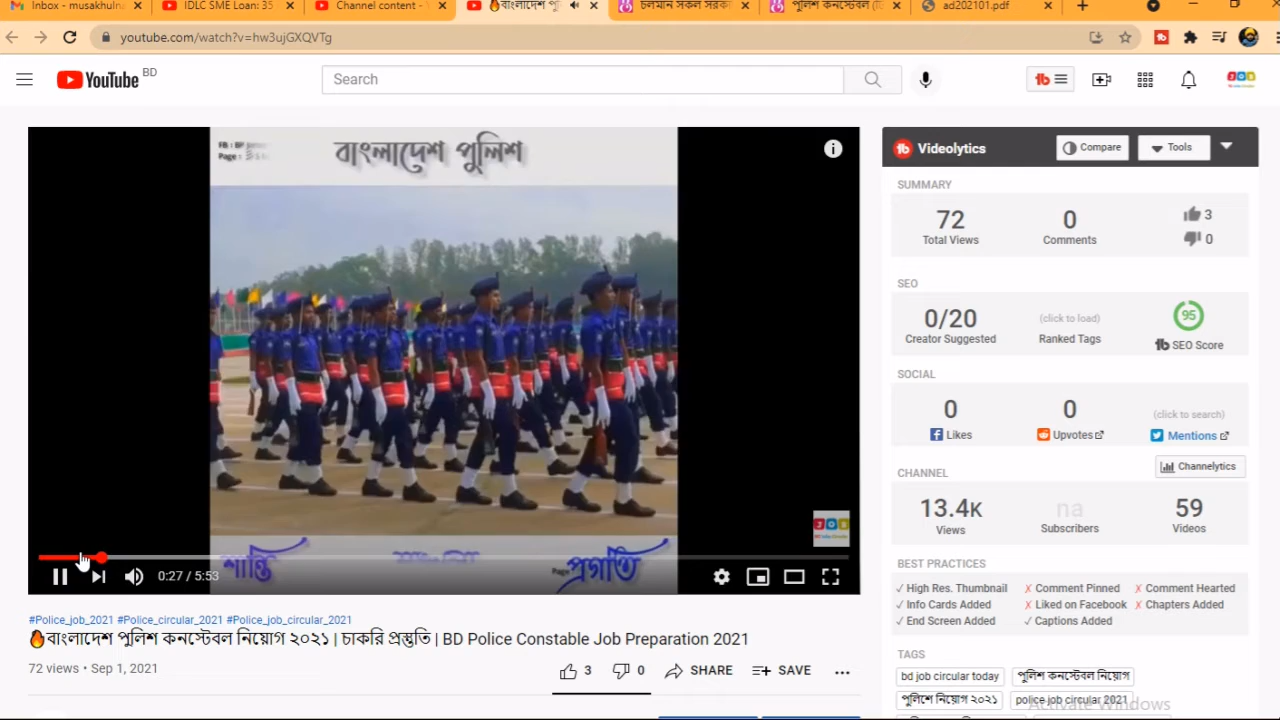 Inbox - musakhulna
IDLC SME Loan: 35
Channel content - Y
🔥বাংলাদেশ পু
চলমান সকল সরকা
পুলিশ কনস্টেবল (টি
ad202101.pdf
youtube.com/watch?v=hw3ujGXQVTg
YouTube BD
Search
বাংলাদেশ পুলিশ
শান্তি
প্রগতি
JOB
0:27 / 5:53
#Police_job_2021 #Police_circular_2021 #Police_job_circular_2021
🔥বাংলাদেশ পুলিশ কনস্টেবল নিয়োগ ২০২১ | চাকরি প্রস্তুতি | BD Police Constable Job Preparation 2021
72 views • Sep 1, 2021
3
0
SHARE
SAVE
Videolytics
Compare
Tools
SUMMARY
72
Total Views
0
Comments
3
0
SEO
0/20
Creator Suggested
(click to load)
Ranked Tags
95
SEO Score
SOCIAL
0
Likes
0
Upvotes
(click to search)
Mentions
CHANNEL
Channelytics
13.4K
Views
na
Subscribers
59
Videos
BEST PRACTICES
✓ High Res. Thumbnail ✗ Comment Pinned ✗ Comment Hearted
✓ Info Cards Added ✗ Liked on Facebook ✗ Chapters Added
✓ End Screen Added ✓ Captions Added
TAGS
bd job circular today
পুলিশ কনস্টেবল নিয়োগ
পুলিশে নিয়োগ ২০২১
police job circular 2021
Activate Windows